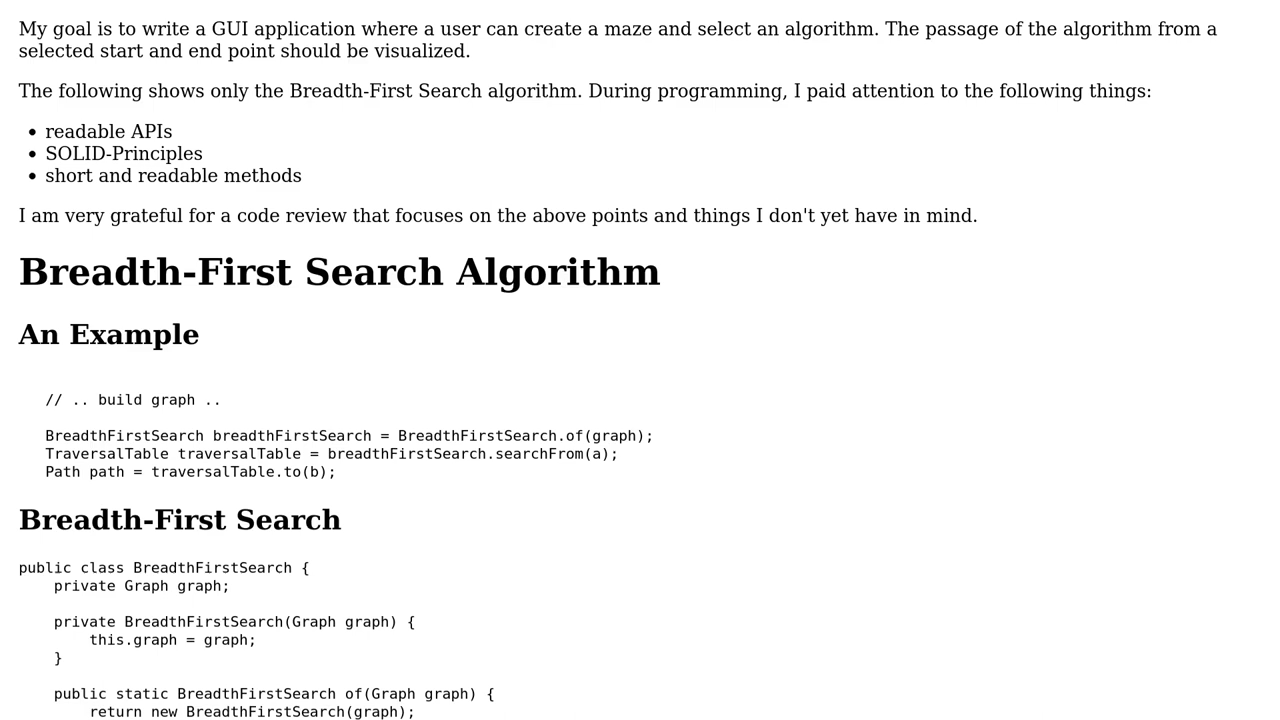 My goal is to write a GUI application where a user can create a maze and select an algorithm. The passage of the algorithm from a
selected start and end point should be visualized.
The following shows only the Breadth-First Search algorithm. During programming, I paid attention to the following things:
• readable APIs
• SOLID-Principles
• short and readable methods
I am very grateful for a code review that focuses on the above points and things I don't yet have in mind.
Breadth-First Search Algorithm
An Example
// .. build graph ..
BreadthFirstSearch breadthFirstSearch = BreadthFirstSearch.of(graph);
TraversalTable traversalTable = breadthFirstSearch.searchFrom(a);
Path path = traversalTable.to(b);
Breadth-First Search
public class BreadthFirstSearch {
    private Graph graph;
    private BreadthFirstSearch(Graph graph) {
        this.graph = graph;
    }
    public static BreadthFirstSearch of(Graph graph) {
        return new BreadthFirstSearch(graph);